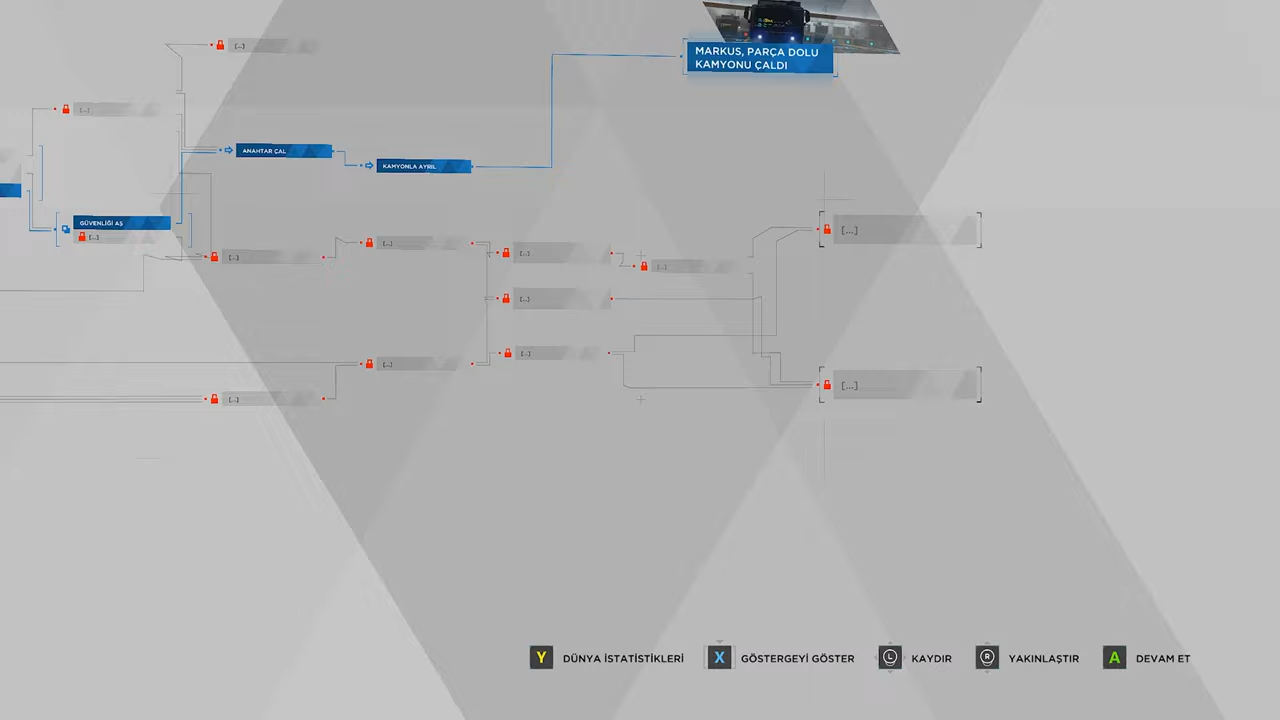 [...]
MARKUS, PARÇA DOLU
KAMYONU ÇALDI
[...]
ANAHTAR ÇAL
KAMYONLA AYRIL
GÜVENLİĞİ AŞ
[...]
[...]
[...]
[...]
[...]
[...]
[...]
[...]
[...]
[...]
[...]
Y DÜNYA İSTATİSTİKLERİ
X GÖSTERGEYİ GÖSTER
L KAYDIR
R YAKINLAŞTIR
A DEVAM ET